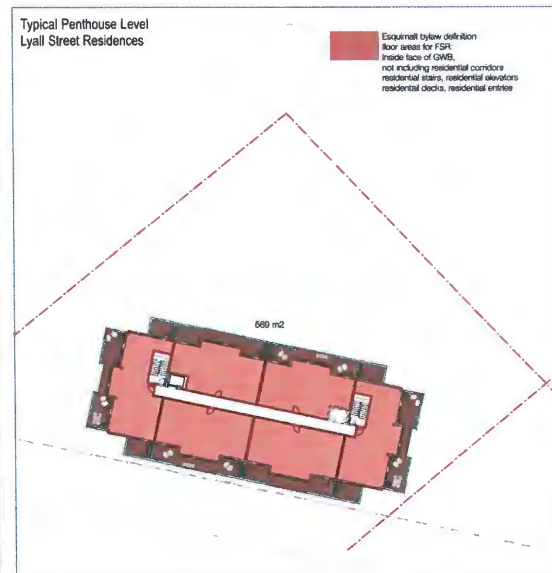 Typical Penthouse Level
Lyall Street Residences
Esquimalt bylaw definition
floor areas for FSR:
Inside face of GWB,
not including residential corridors
residential stairs, residential elevators
residential decks, residential entries
569 m2